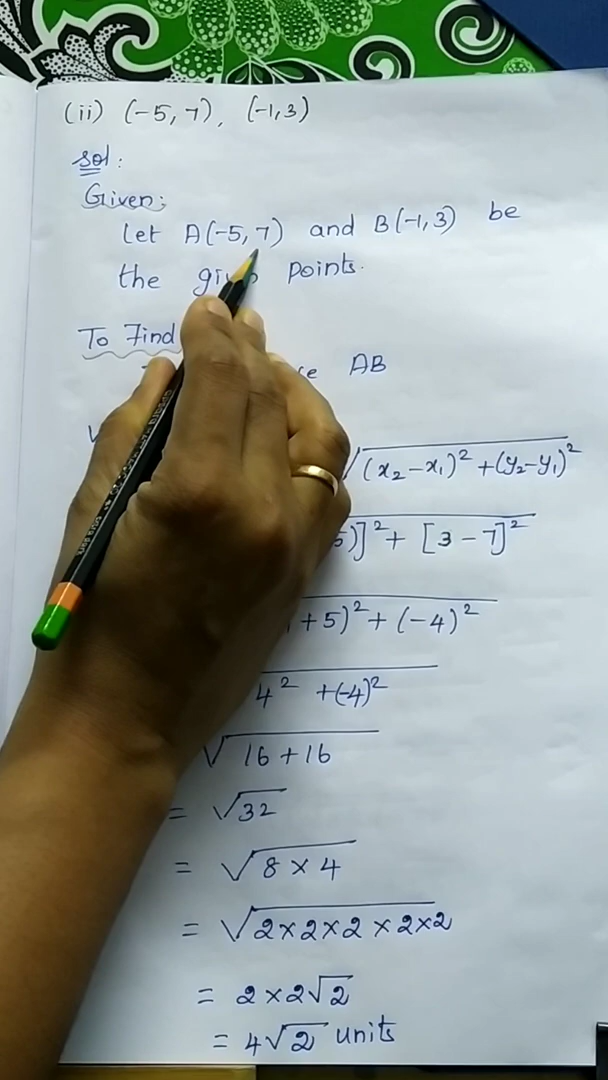 (ii) (-5, 7), (-1, 3)
Sol:
Given:
Let A(-5, 7) and B(-1, 3) be
the points.
To Find
AB
√(x₂-x₁)² + (y₂-y₁)²
5)]² + [3-7]²
+5)² + (-4)²
4² + (-4)²
√16+16
= √32
= √8×4
= √2×2×2×2×2
= 2×2√2
= 4√2 units